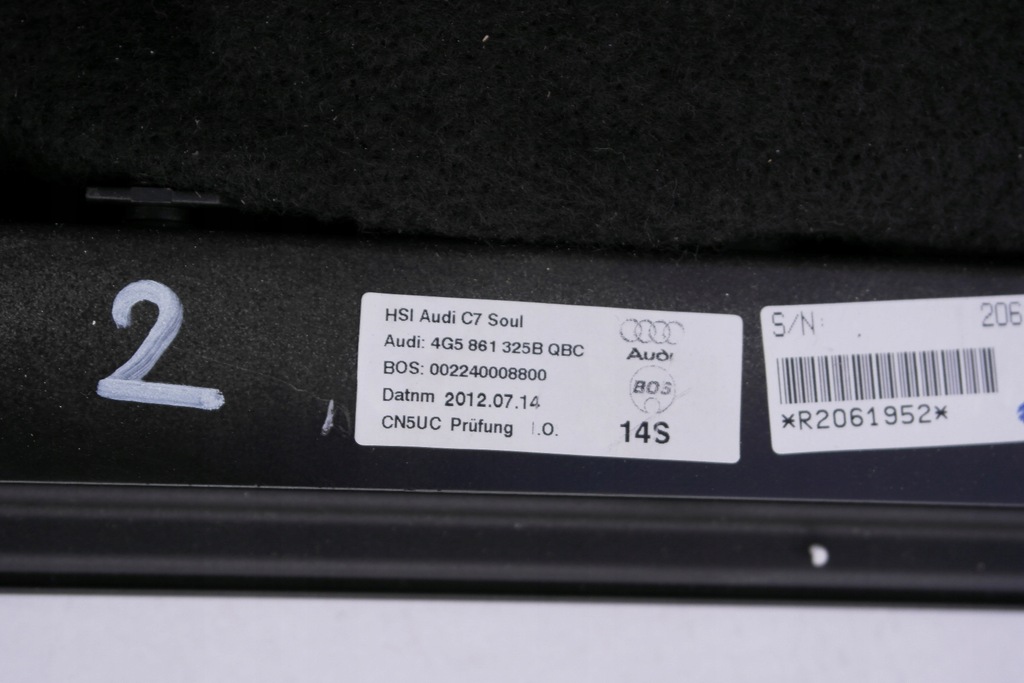 2
HSI Audi C7 Soul
Audi: 4G5 861 325B QBC
BOS: 002240008800
Datnm 2012.07.14
CN5UC Prüfung I.O.
Audi
BOS
14S
S/N: 206
*R2061952*